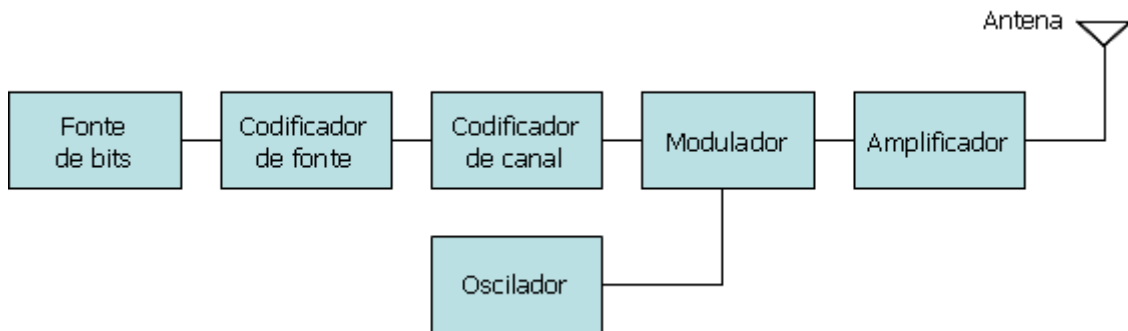 Antena
Fonte
de bits
Codificador
de fonte
Codificador
de canal
Modulador
Amplificador
Oscilador